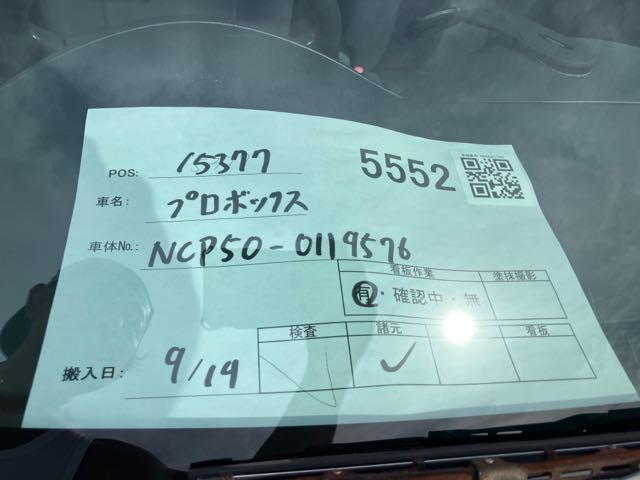 POS: 15377
5552
車名: プロボックス
車体No.: NCP50-0119576
看板作業 塗抹撮影
有・確認中・無
検査 諸元 看板
搬入日: 9/19